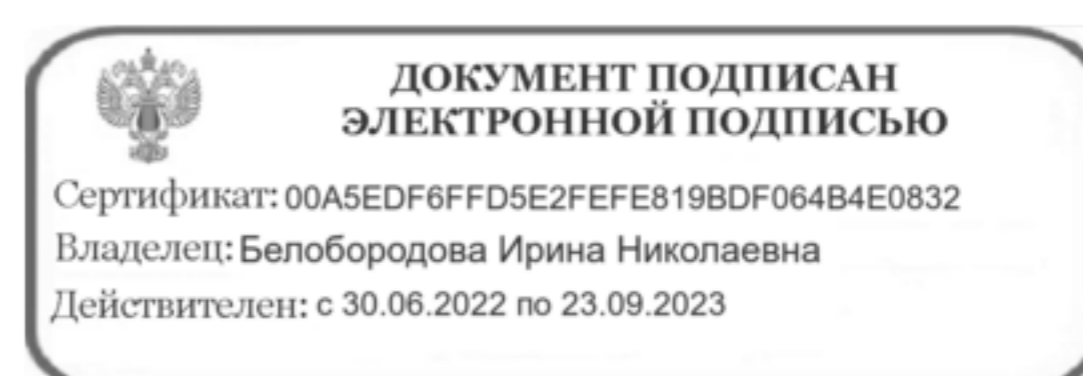 ДОКУМЕНТ ПОДПИСАН
ЭЛЕКТРОННОЙ ПОДПИСЬЮ
Сертификат: 00A5EDF6FFD5E2FEFE819BDF064B4E0832
Владелец: Белобородова Ирина Николаевна
Действителен: с 30.06.2022 по 23.09.2023